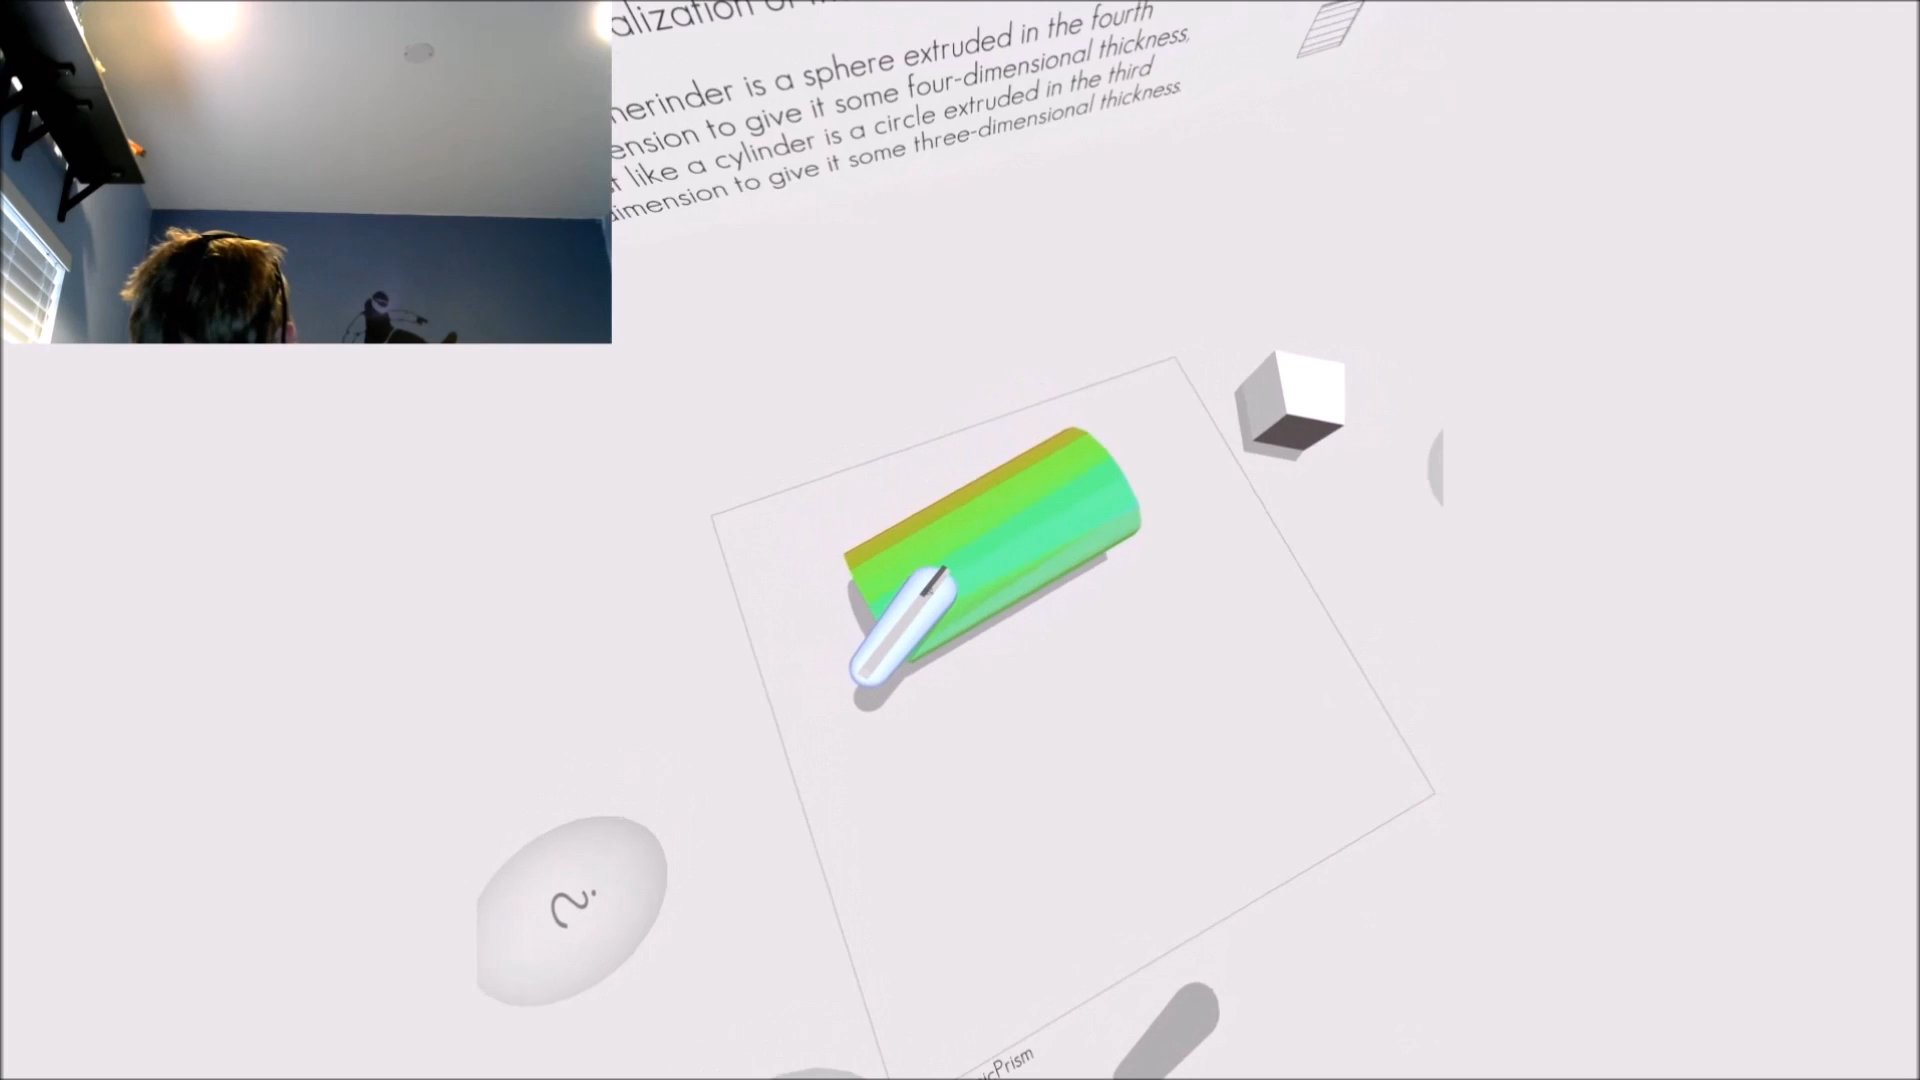 alization
herinder is a sphere extruded in the fourth
ension to give it some four-dimensional thickness,
t like a cylinder is a circle extruded in the third
dimension to give it some three-dimensional thickness
?
icPrism